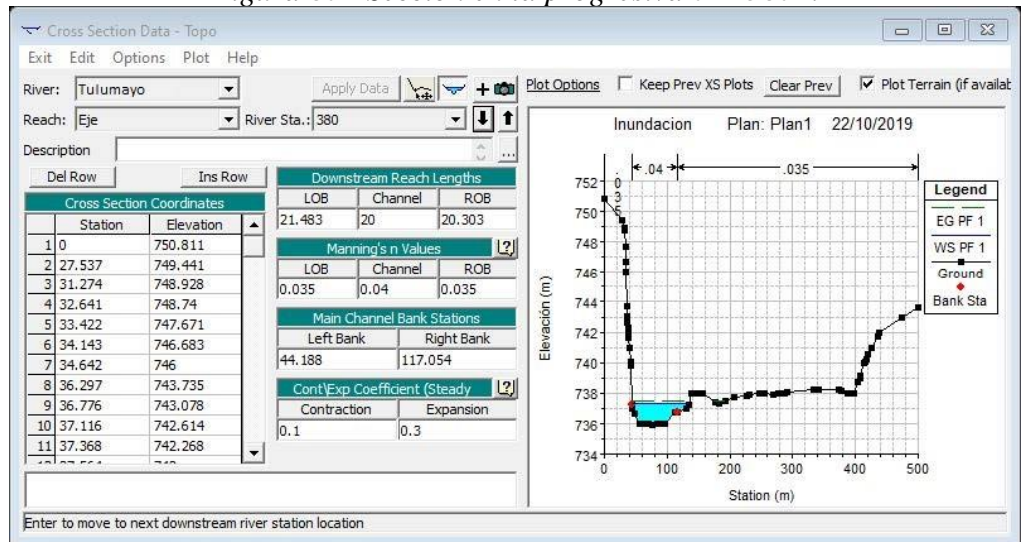 Cross Section Data - Topo
Exit Edit Options Plot Help
River: Tulumayo Apply Data
Plot Options Keep Prev XS Plots Clear Prev Plot Terrain (if availab
Reach: Eje River Sta.: 380
Description ...
Del Row Ins Row
Cross Section Coordinates
Station Elevation
1 0 750.811
2 27.537 749.441
3 31.274 748.928
4 32.641 748.74
5 33.422 747.671
6 34.143 746.683
7 34.642 746
8 36.297 743.735
9 36.776 743.078
10 37.116 742.614
11 37.368 742.268
Downstream Reach Lengths
LOB Channel ROB
21.483 20 20.303
Manning's n Values
LOB Channel ROB
0.035 0.04 0.035
Main Channel Bank Stations
Left Bank Right Bank
44.188 117.054
Cont\Exp Coefficient (Steady
Contraction Expansion
0.1 0.3
Inundacion Plan: Plan1 22/10/2019
.035 .04 .035
752
750
748
746
744
742
740
738
736
734
Elevación (m)
0 100 200 300 400 500
Station (m)
Legend
EG PF 1
WS PF 1
Ground
Bank Sta
Enter to move to next downstream river station location